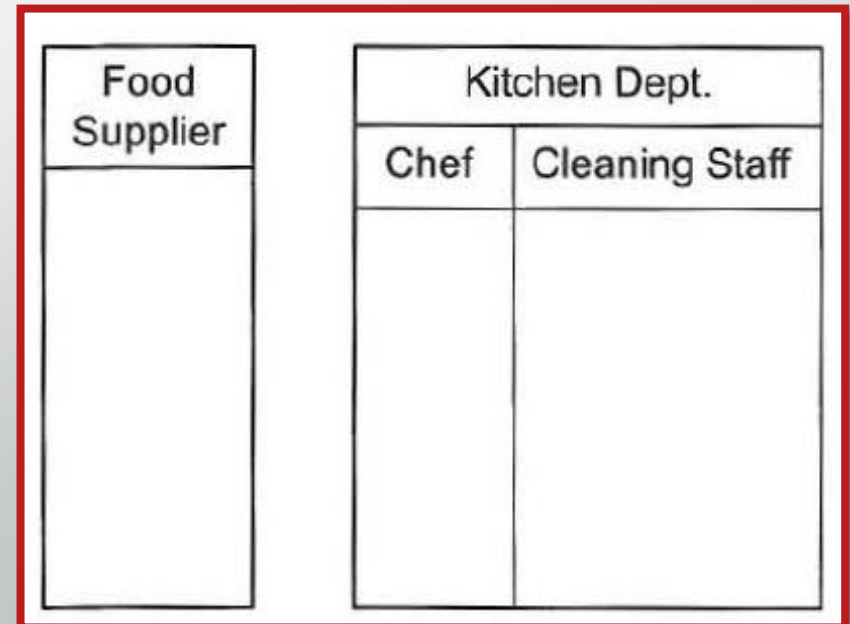 Food
Supplier
Kitchen Dept.
Chef
Cleaning Staff